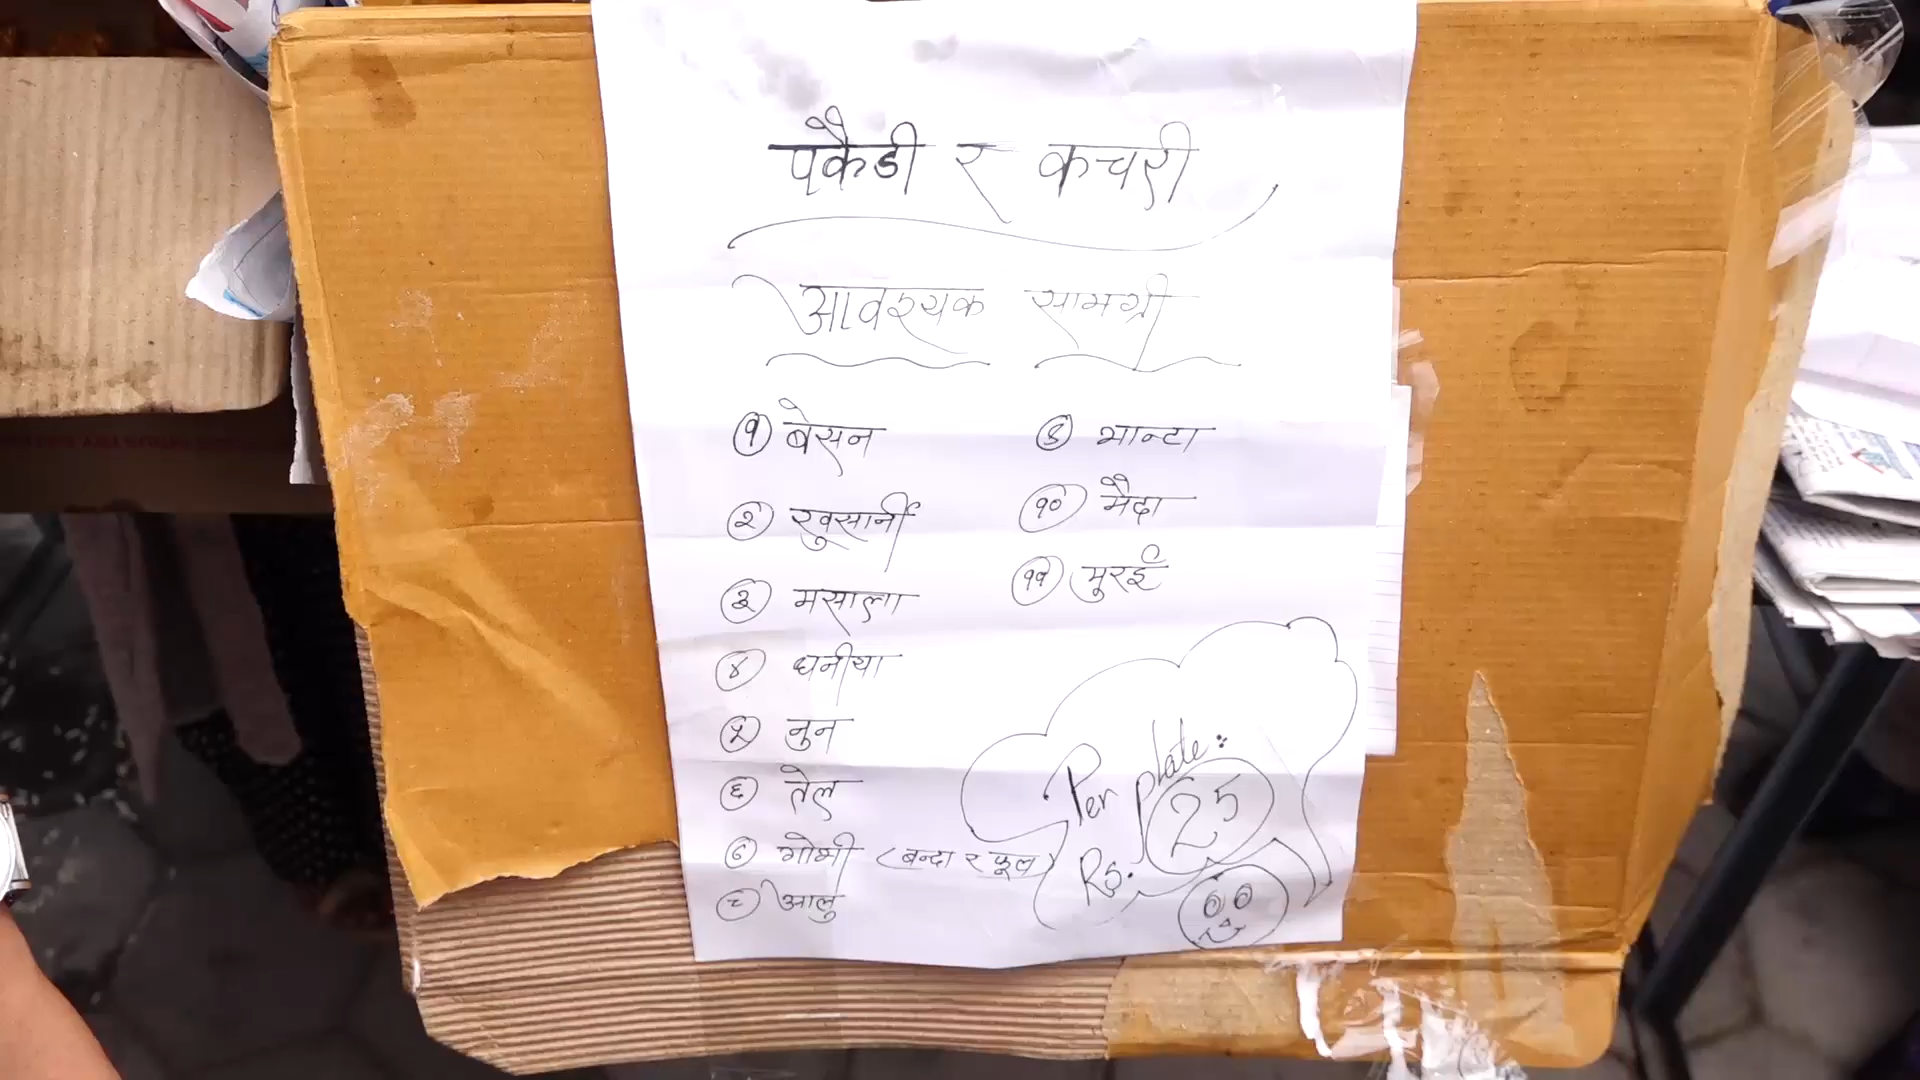 पकैडी र कचरी
आवश्यक सामग्री
१ बेसन
२ खुर्सानी
३ मसाला
४ धनीया
५ नुन
६ तेल
७ गोभी (बन्दा र फूल)
८ आलु
९ भान्टा
१० मैदा
११ मुरई
Per plate:
Rs. 25